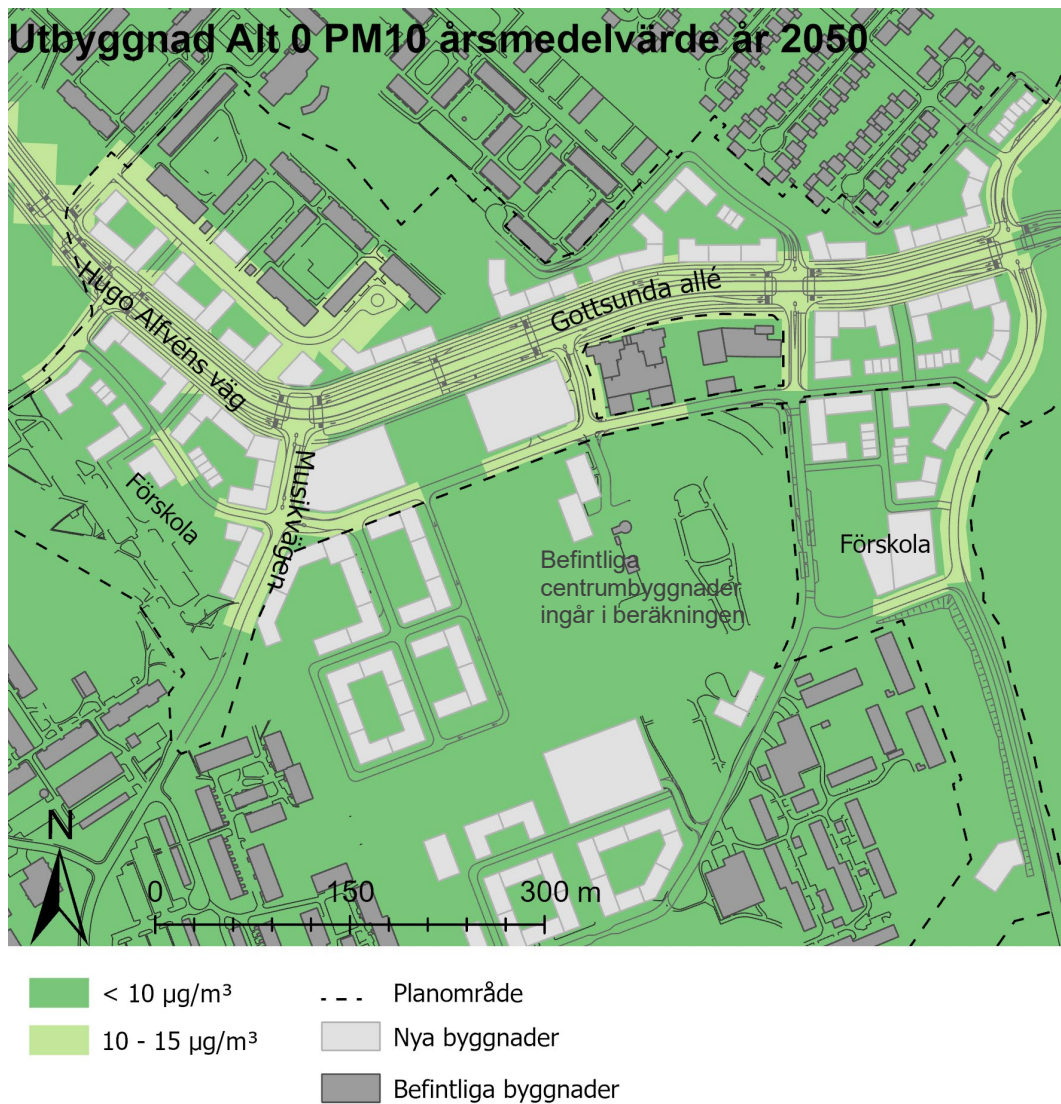 Utbyggnad Alt 0 PM10 årsmedelvärde år 2050
Hugo Alfvéns väg
Gottsunda allé
Musikvägen
Förskola
Förskola
Befintliga
centrumbyggnader
ingår i beräkningen
N
0 150 300 m
< 10 µg/m³
10 - 15 µg/m³
Planområde
Nya byggnader
Befintliga byggnader